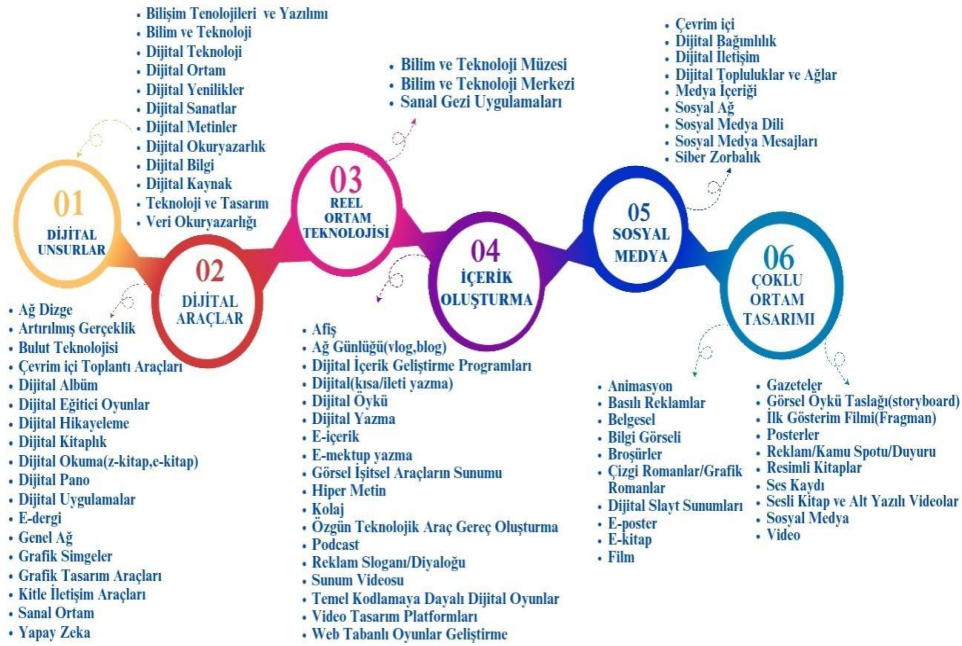 01
DİJİTAL
UNSURLAR
• Bilişim Tenolojileri ve Yazılımı
• Bilim ve Teknoloji
• Dijital Teknoloji
• Dijital Ortam
• Dijital Yenilikler
• Dijital Sanatlar
• Dijital Metinler
• Dijital Okuryazarlık
• Dijital Bilgi
• Dijital Kaynak
• Teknoloji ve Tasarım
• Veri Okuryazarlığı
02
DİJİTAL
ARAÇLAR
• Ağ Dizge
• Artırılmış Gerçeklik
• Bulut Teknolojisi
• Çevrim içi Toplantı Araçları
• Dijital Albüm
• Dijital Eğitici Oyunlar
• Dijital Hikayeleme
• Dijital Kitaplık
• Dijital Okuma(z-kitap,e-kitap)
• Dijital Pano
• Dijital Uygulamalar
• E-dergi
• Genel Ağ
• Grafik Simgeler
• Grafik Tasarım Araçları
• Kitle İletişim Araçları
• Sanal Ortam
• Yapay Zeka
03
REEL
ORTAM
TEKNOLOJİSİ
• Bilim ve Teknoloji Müzesi
• Bilim ve Teknoloji Merkezi
• Sanal Gezi Uygulamaları
04
İÇERİK
OLUŞTURMA
• Afiş
• Ağ Günlüğü(vlog,blog)
• Dijital İçerik Geliştirme Programları
• Dijital(kısa/ileti yazma)
• Dijital Öykü
• Dijital Yazma
• E-içerik
• E-mektup yazma
• Görsel İşitsel Araçların Sunumu
• Hiper Metin
• Kolaj
• Özgün Teknolojik Araç Gereç Oluşturma
• Podcast
• Reklam Sloganı/Diyaloğu
• Sunum Videosu
• Temel Kodlamaya Dayalı Dijital Oyunlar
• Video Tasarım Platformları
• Web Tabanlı Oyunlar Geliştirme
05
SOSYAL
MEDYA
• Çevrim içi
• Dijital Bağımlılık
• Dijital İletişim
• Dijital Topluluklar ve Ağlar
• Medya İçeriği
• Sosyal Ağ
• Sosyal Medya Dili
• Sosyal Medya Mesajları
• Siber Zorbalık
06
ÇOKLU
ORTAM
TASARIMI
• Animasyon
• Basılı Reklamlar
• Belgesel
• Bilgi Görseli
• Broşürler
• Çizgi Romanlar/Grafik
Romanlar
• Dijital Slayt Sunumları
• E-poster
• E-kitap
• Film
• Gazeteler
• Görsel Öykü Taslağı(storyboard)
• İlk Gösterim Filmi(Fragman)
• Posterler
• Reklam/Kamu Spotu/Duyuru
• Resimli Kitaplar
• Ses Kaydı
• Sesli Kitap ve Alt Yazılı Videolar
• Sosyal Medya
• Video